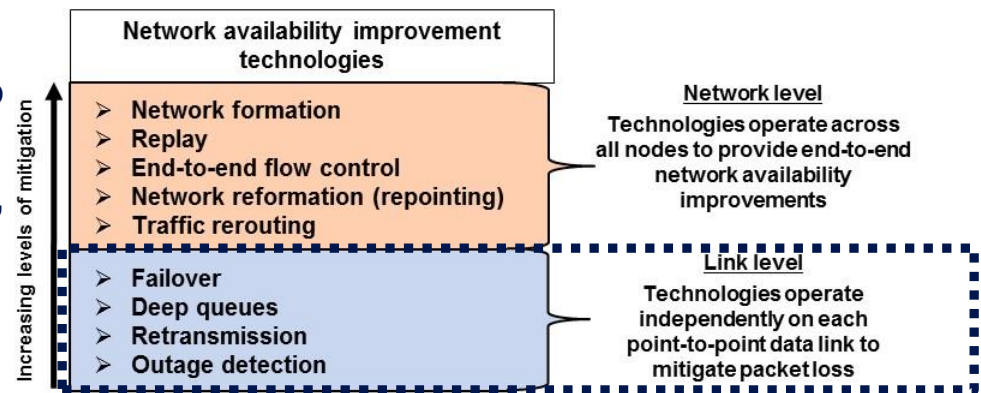 Network availability improvement
technologies
Increasing levels of mitigation
➢ Network formation
➢ Replay
➢ End-to-end flow control
➢ Network reformation (repointing)
➢ Traffic rerouting
Network level
Technologies operate across
all nodes to provide end-to-end
network availability
improvements
➢ Failover
➢ Deep queues
➢ Retransmission
➢ Outage detection
Link level
Technologies operate
independently on each
point-to-point data link to
mitigate packet loss